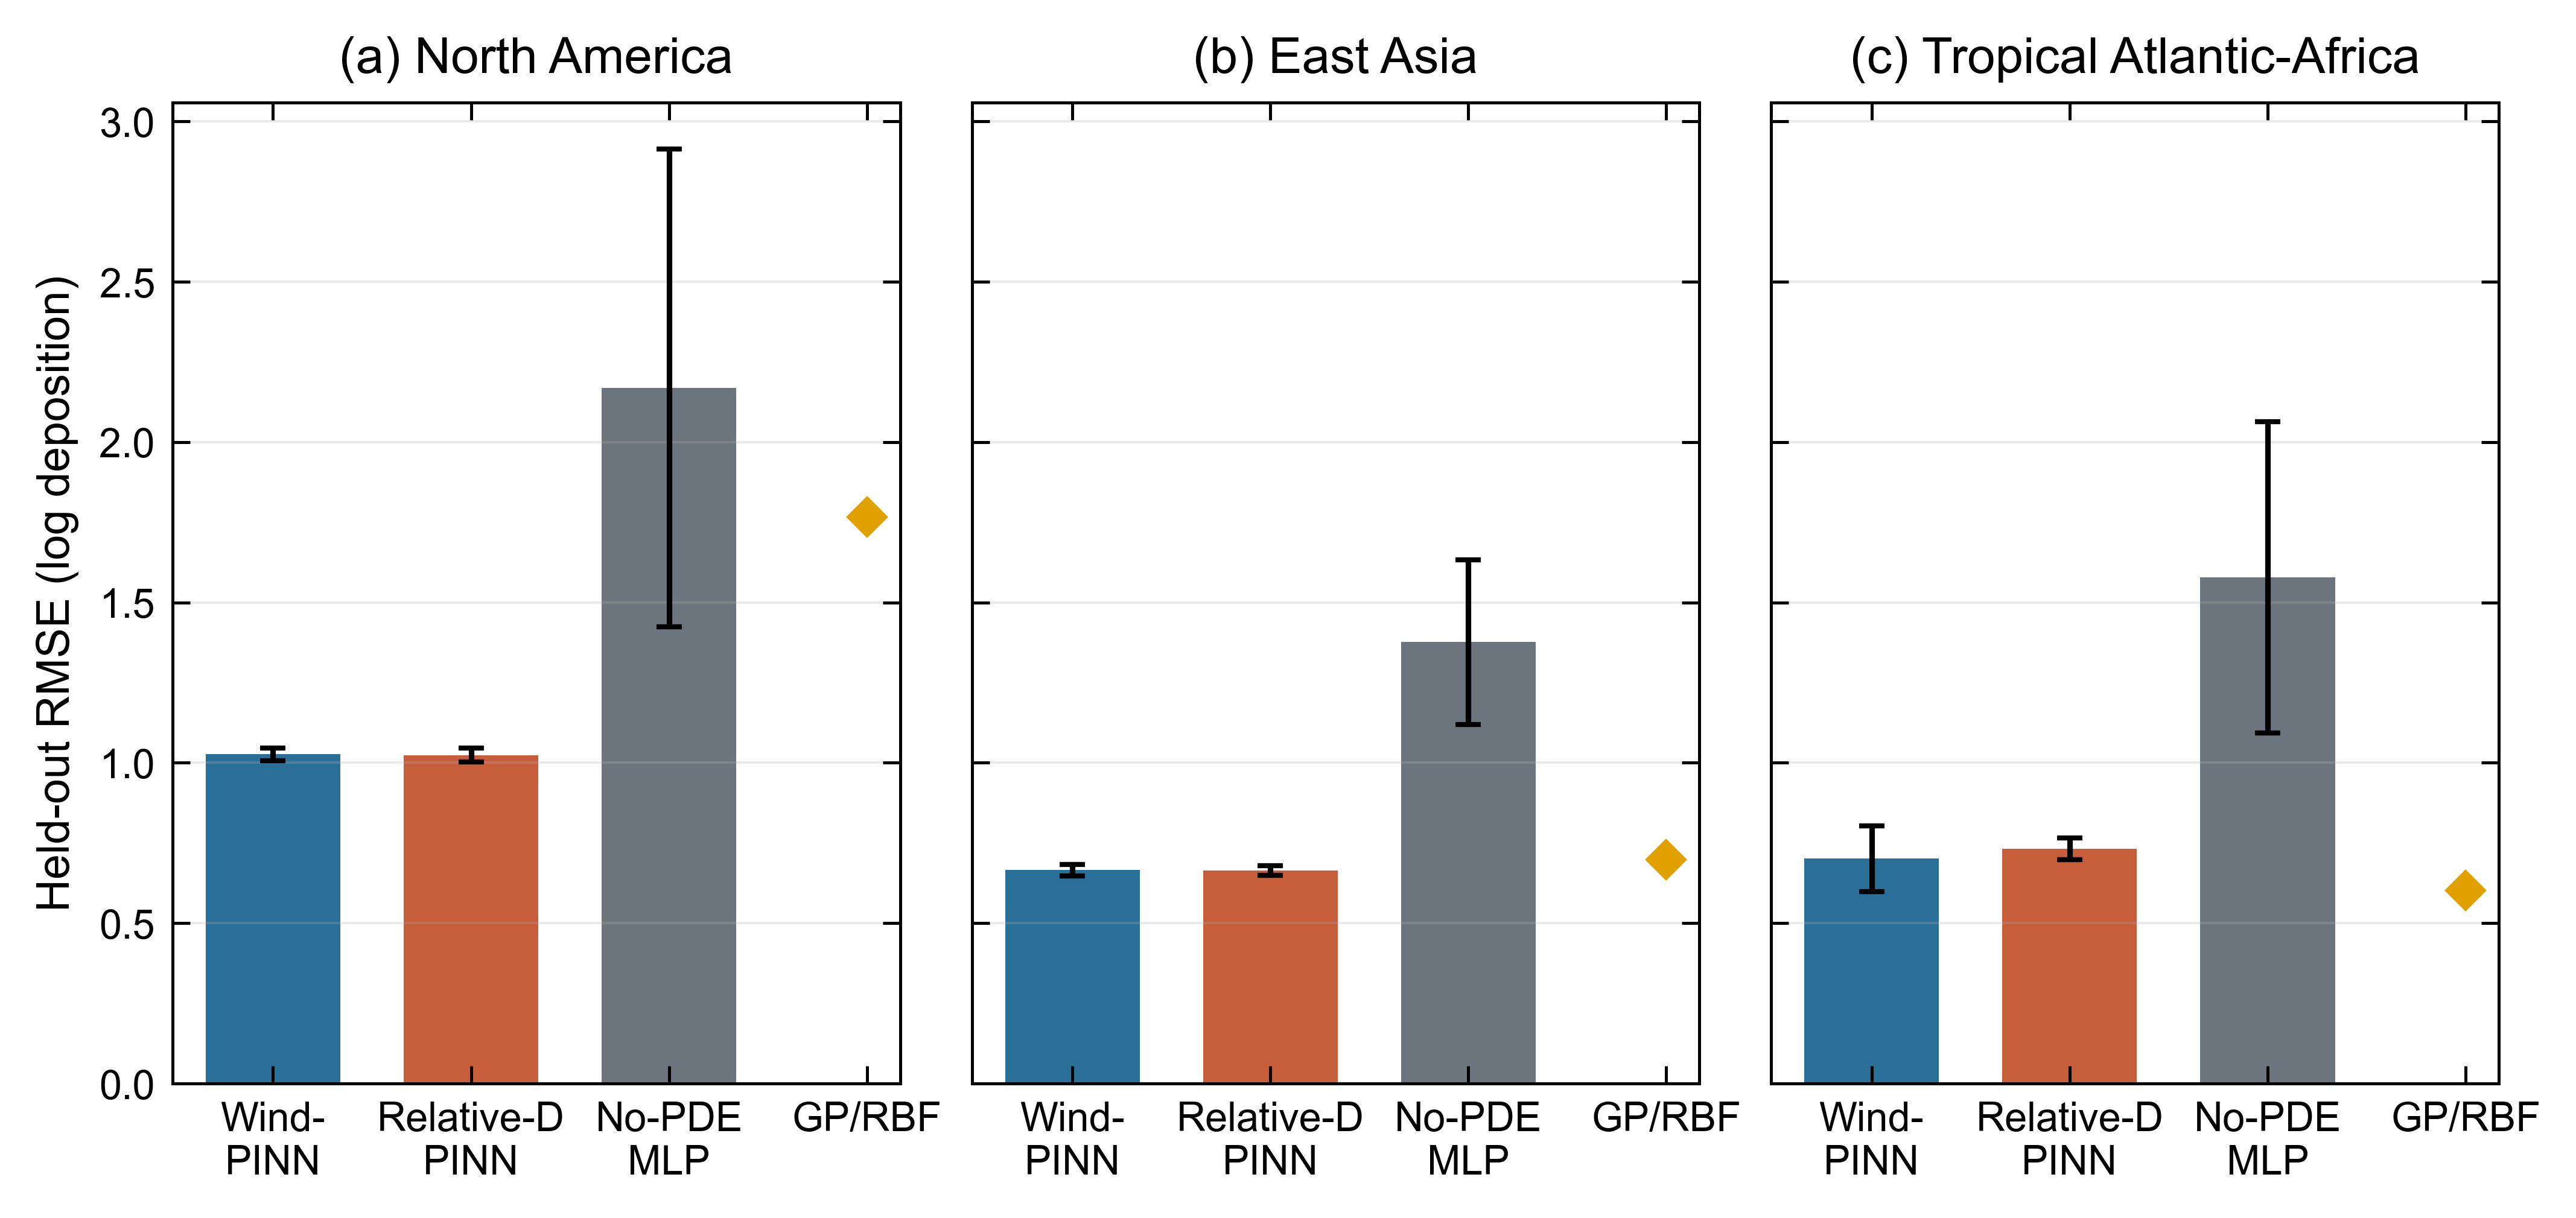 (a) North America
(b) East Asia
(c) Tropical Atlantic-Africa
Held-out RMSE (log deposition)
3.0
2.5
2.0
1.5
1.0
0.5
0.0
Wind-
PINN
Relative-D
PINN
No-PDE
MLP
GP/RBF
Wind-
PINN
Relative-D
PINN
No-PDE
MLP
GP/RBF
Wind-
PINN
Relative-D
PINN
No-PDE
MLP
GP/RBF